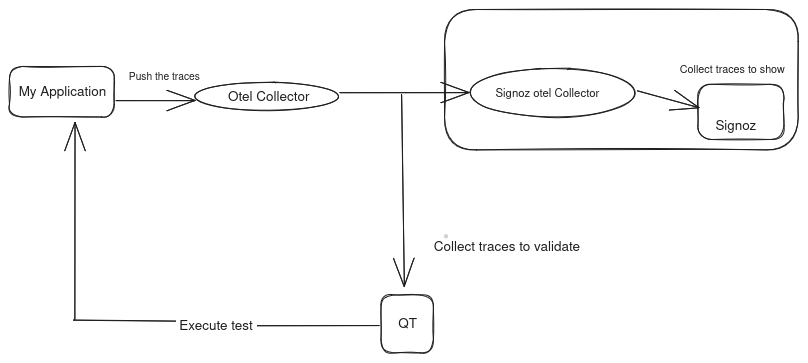 Push the traces
My Application
Otel Collector
Signoz otel Collector
Collect traces to show
Signoz
Collect traces to validate
QT
Execute test